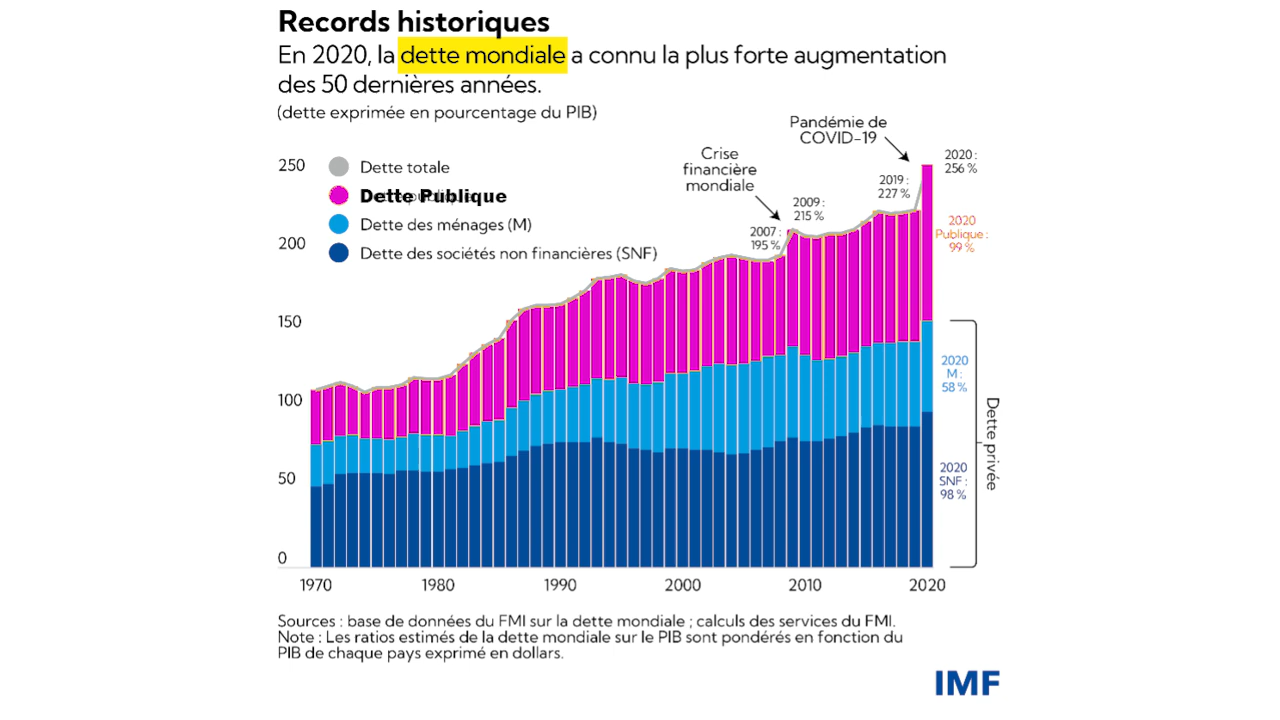 Records historiques
En 2020, la dette mondiale a connu la plus forte augmentation
des 50 dernières années.
(dette exprimée en pourcentage du PIB)
Pandémie de
COVID-19
Crise
financière
mondiale
2020 :
256 %
2019 :
227 %
2009 :
215 %
2007 :
195 %
Dette totale
Dette Publique
Dette des ménages (M)
Dette des sociétés non financières (SNF)
250
200
150
100
50
0
2020
Publique :
99 %
2020
M :
58 %
2020
SNF :
98 %
Dette privée
1970
1980
1990
2000
2010
2020
Sources : base de données du FMI sur la dette mondiale ; calculs des services du FMI.
Note : Les ratios estimés de la dette mondiale sur le PIB sont pondérés en fonction du
PIB de chaque pays exprimé en dollars.
IMF